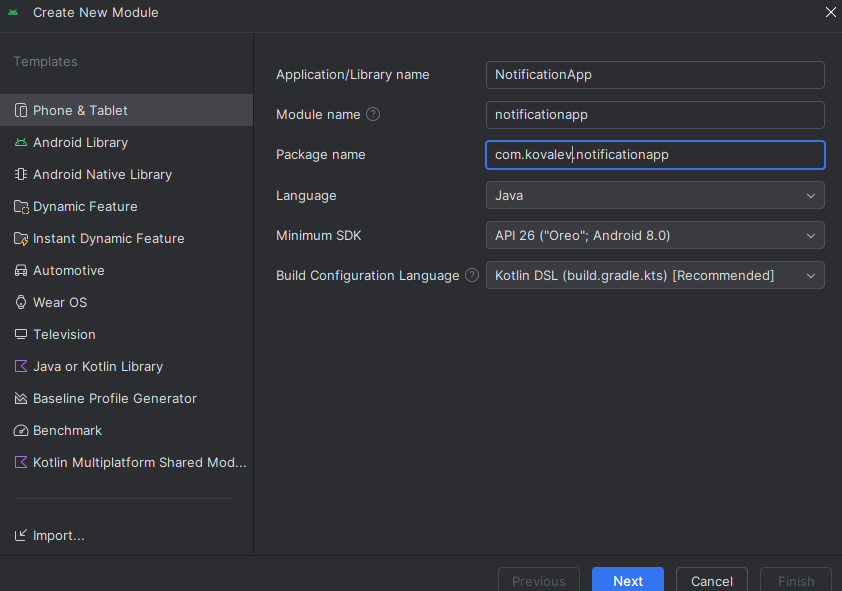 Create New Module
Templates
Phone & Tablet
Android Library
Android Native Library
Dynamic Feature
Instant Dynamic Feature
Automotive
Wear OS
Television
Java or Kotlin Library
Baseline Profile Generator
Benchmark
Kotlin Multiplatform Shared Mod...
Import...
Application/Library name
NotificationApp
Module name ?
notificationapp
Package name
com.kovalev.notificationapp
Language
Java
Minimum SDK
API 26 ("Oreo"; Android 8.0)
Build Configuration Language ?
Kotlin DSL (build.gradle.kts) [Recommended]
Previous
Next
Cancel
Finish